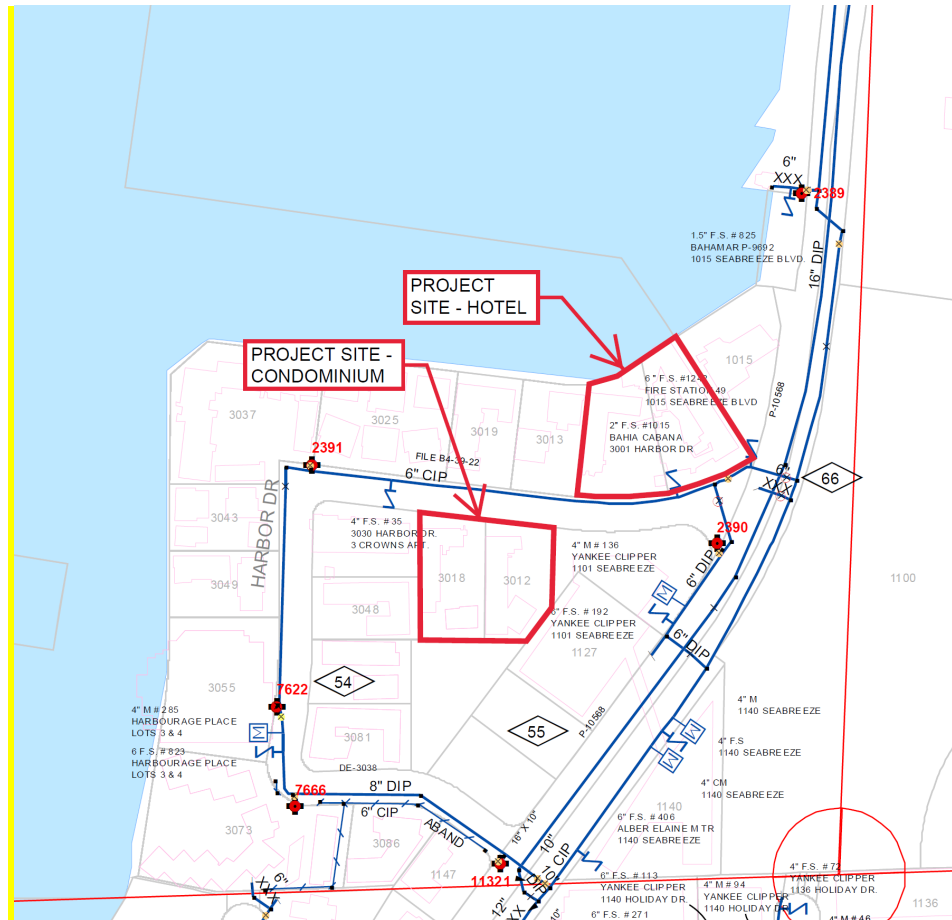 6"
XXX
2389
1.5" F.S. # 825
BAHAMAR P-9692
1015 SEABREEZE BLVD.
16" DIP
PROJECT
SITE - HOTEL
PROJECT SITE -
CONDOMINIUM
1015
6" F.S. #
FIRE STATION 49
1015 SEABREEZE BLVD
P-10568
3037
3025
3019
3013
2" F.S. #1015
BAHIA CABANA
3001 HARBOR DR
2391
FILE B4-39-22
6" CIP
6"
XXX
66
HARBOR DR
3043
4" F.S. # 35
3030 HARBOR DR.
3 CROWNS APT.
2390
4" M # 136
YANKEE CLIPPER
1101 SEABREEZE
6" DIP
3049
3018
3012
1100
3048
F.S. # 192
YANKEE CLIPPER
1101 SEABREEZE
6" DIP
1127
3055
54
7622
4" M # 285
HARBOURAGE PLACE
LOTS 3 & 4
M
M
4" M
1140 SEABREEZE
55
P-10568
3081
6 F.S. # 823
HARBOURAGE PLACE
LOTS 3 & 4
4" F.S
1140 SEABREEZE
M
M
DE-3038
8" DIP
7666
6" CIP
4" CM
1140 SEABREEZE
1140
3073
3086
ABAND
16" X 10"
10"
6" F.S. # 406
ALBER ELAINE M TR
1140 SEABREEZE
1147
11321
CIP
DIP
6"
12"
XX
10"
6" F.S. # 113
YANKEE CLIPPER
1140 HOLIDAY DR.
4" M # 94
YANKEE CLIPPER
1140 HOLIDAY DR
4" F.S. # 72
YANKEE CLIPPER
1136 HOLIDAY DR.
1136
6" F.S. # 271
4" M # 46